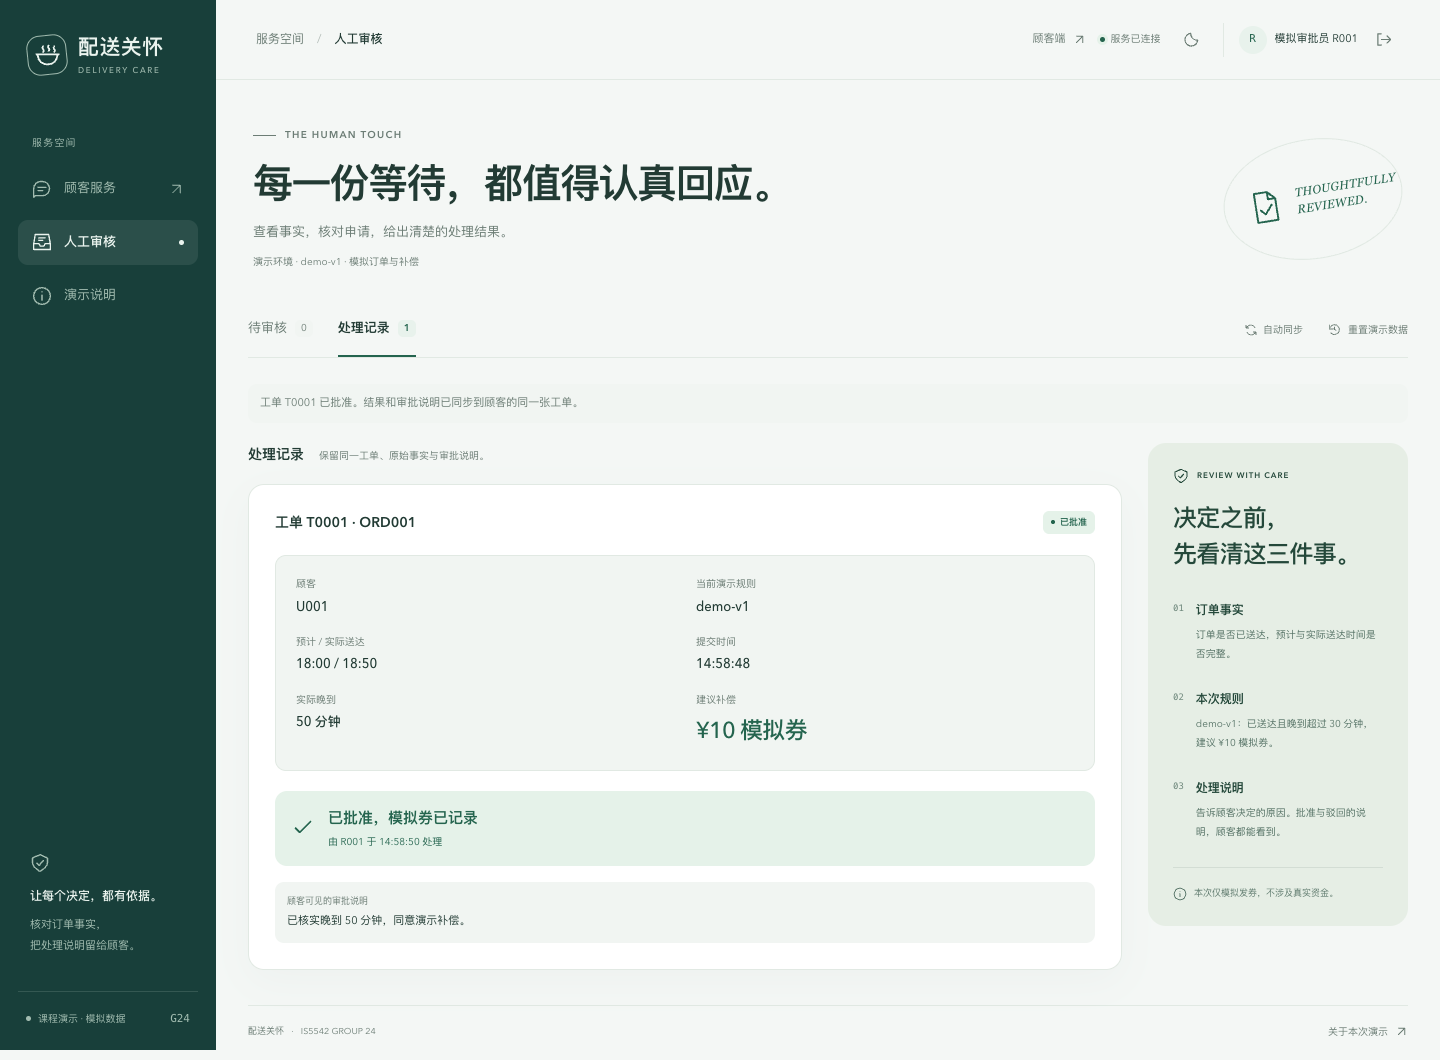 配送关怀
DELIVERY CARE
服务空间
顾客服务
人工审核
演示说明
让每个决定，都有依据。
核对订单事实，
把处理说明留给顾客。
课程演示 · 模拟数据 G24
服务空间 / 人工审核
顾客端 服务已连接 R 模拟审批员 R001
THE HUMAN TOUCH
每一份等待，都值得认真回应。
查看事实，核对申请，给出清楚的处理结果。
演示环境 · demo-v1 · 模拟订单与补偿
THOUGHTFULLY
REVIEWED.
待审核 0 处理记录 1
自动同步 重置演示数据
工单 T0001 已批准。结果和审批说明已同步到顾客的同一张工单。
处理记录 保留同一工单、原始事实与审批说明。
工单 T0001 · ORD001 已批准
顾客 当前演示规则
U001 demo-v1
预计 / 实际送达 提交时间
18:00 / 18:50 14:58:48
实际晚到 建议补偿
50 分钟 ¥10 模拟券
已批准，模拟券已记录
由 R001 于 14:58:50 处理
顾客可见的审批说明
已核实晚到 50 分钟，同意演示补偿。
REVIEW WITH CARE
决定之前，
先看清这三件事。
01 订单事实
订单是否已送达，预计与实际送达时间是
否完整。
02 本次规则
demo-v1：已送达且晚到超过 30 分钟，
建议 ¥10 模拟券。
03 处理说明
告诉顾客决定的原因。批准与驳回的说
明，顾客都能看到。
本次仅模拟发券，不涉及真实资金。
配送关怀 · IS5542 GROUP 24
关于本次演示